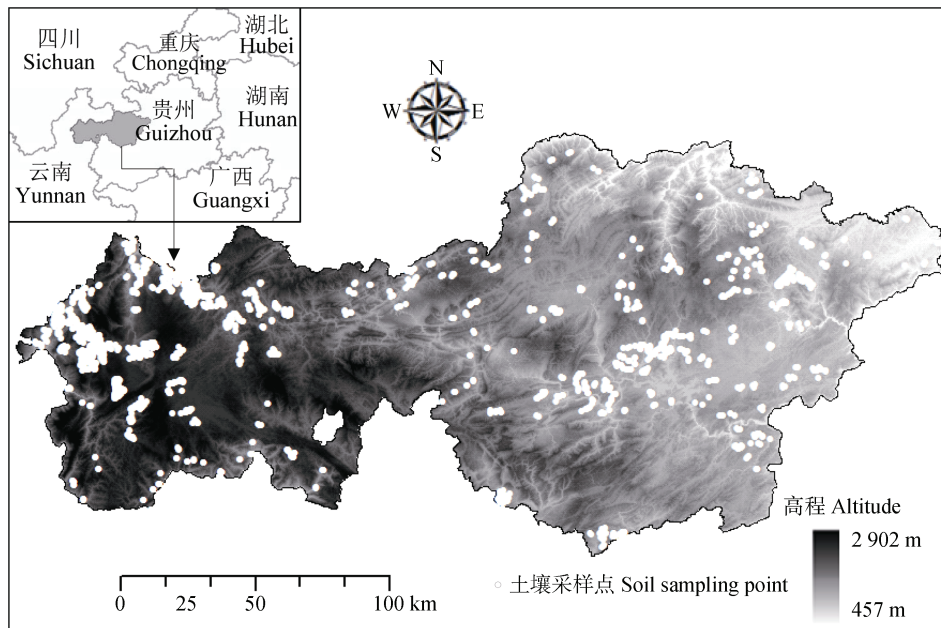 四川
Sichuan
重庆
Chongqing
湖北
Hubei
贵州
Guizhou
湖南
Hunan
云南
Yunnan
广西
Guangxi
N
W
E
S
高程 Altitude
2 902 m
457 m
土壤采样点 Soil sampling point
0 25 50 100 km